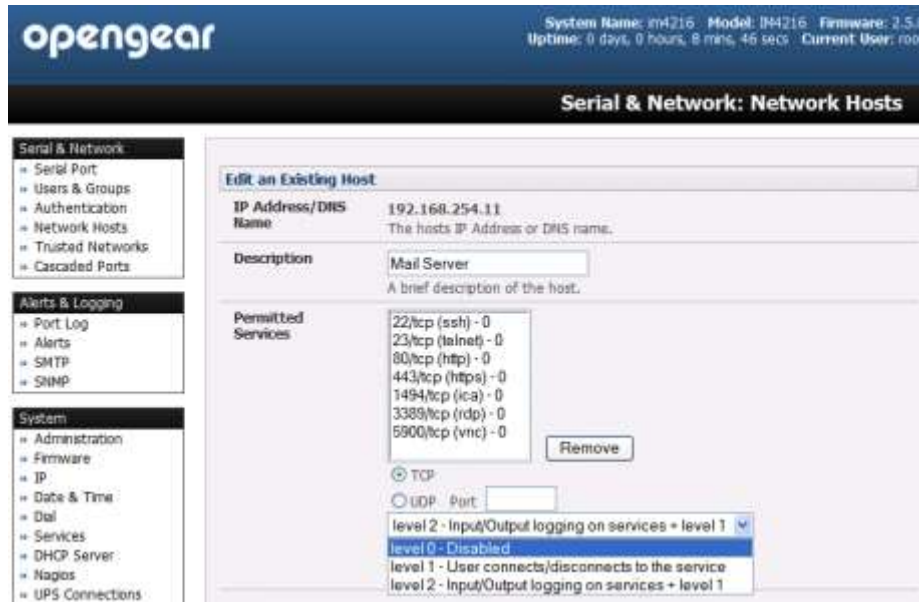 opengear
System Name: im4216 Model: IM4216 Firmware: 2.5.
Uptime: 0 days, 0 hours, 8 mins, 46 secs Current User: roo
Serial & Network: Network Hosts
Serial & Network
» Serial Port
» Users & Groups
» Authentication
» Network Hosts
» Trusted Networks
» Cascaded Ports
Alerts & Logging
» Port Log
» Alerts
» SMTP
» SNMP
System
» Administration
» Firmware
» IP
» Date & Time
» Dial
» Services
» DHCP Server
» Nagios
» UPS Connections
Edit an Existing Host
IP Address/DNS Name
192.168.254.11
The hosts IP Address or DNS name.
Description
Mail Server
A brief description of the host.
Permitted Services
22/tcp (ssh) - 0
23/tcp (telnet) - 0
80/tcp (http) - 0
443/tcp (https) - 0
1494/tcp (ica) - 0
3389/tcp (rdp) - 0
5900/tcp (vnc) - 0
Remove
TCP
UDP Port
level 2 - Input/Output logging on services + level 1
level 0 - Disabled
level 1 - User connects/disconnects to the service
level 2 - Input/Output logging on services + level 1